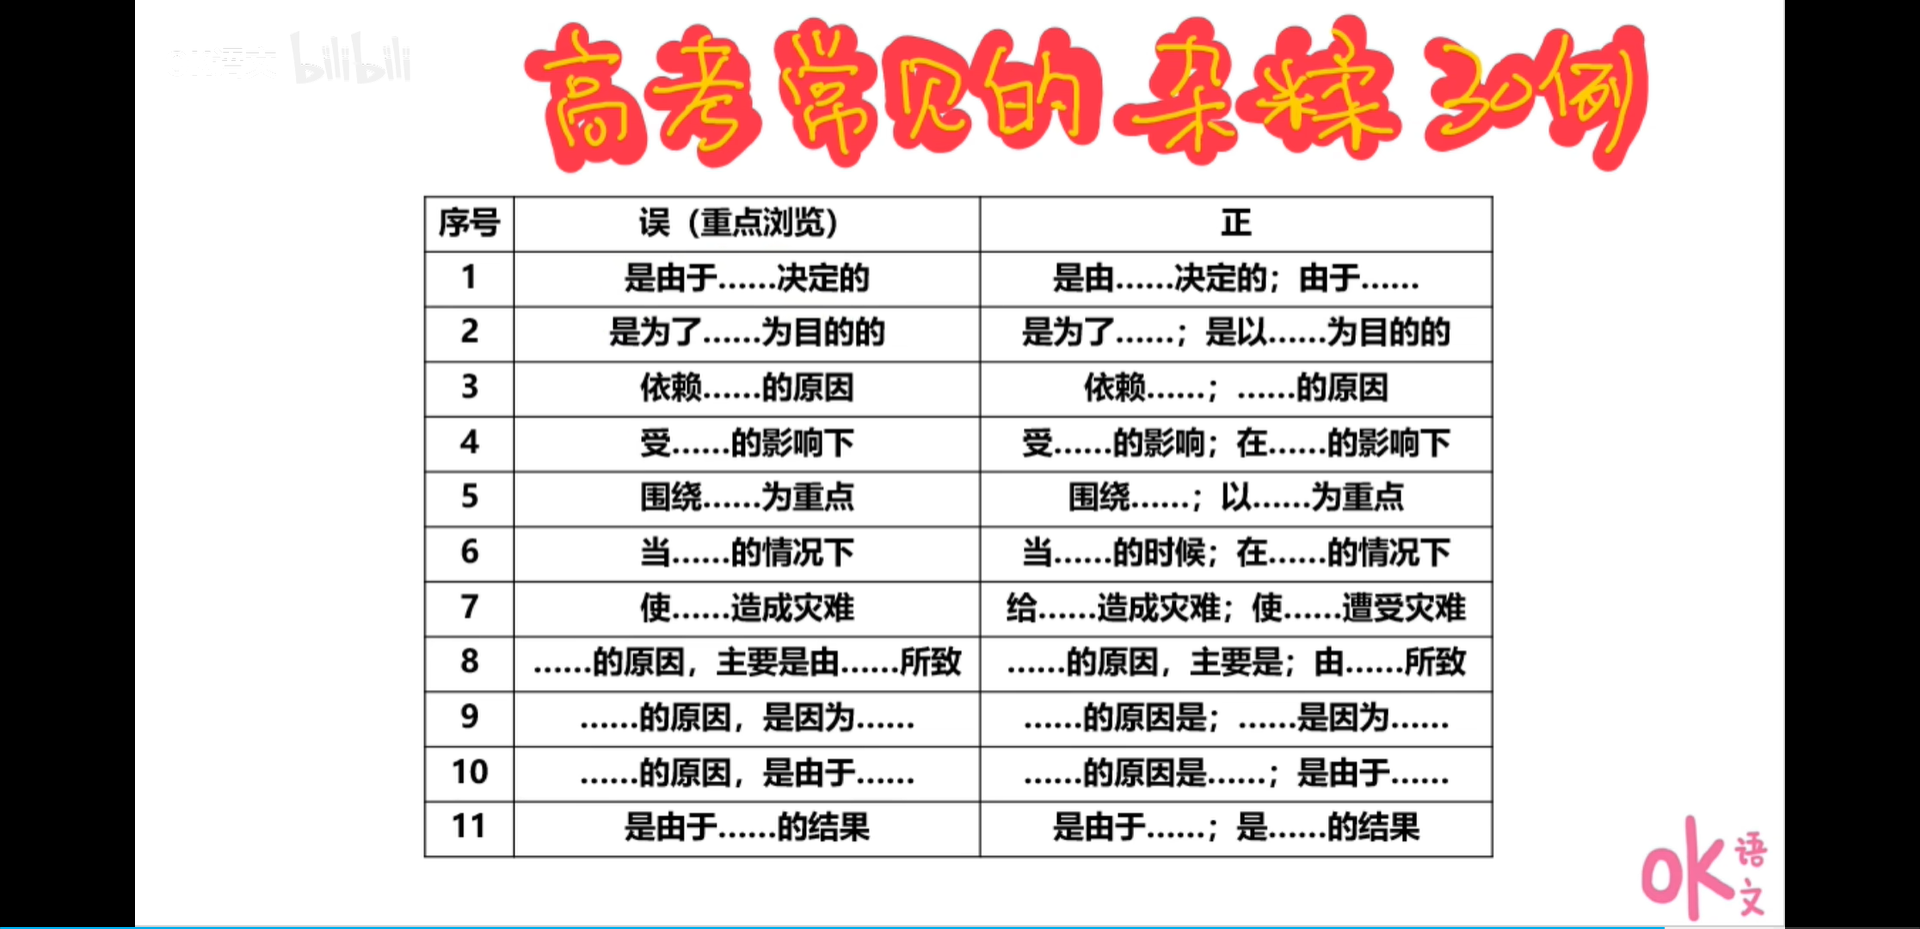 bilibili
高考常见的杂糅30例
序号 误（重点浏览） 正
1 是由于……决定的 是由……决定的；由于……
2 是为了……为目的的 是为了……；是以……为目的的
3 依赖……的原因 依赖……；……的原因
4 受……的影响下 受……的影响；在……的影响下
5 围绕……为重点 围绕……；以……为重点
6 当……的情况下 当……的时候；在……的情况下
7 使……造成灾难 给……造成灾难；使……遭受灾难
8 ……的原因，主要是由……所致 ……的原因，主要是；由……所致
9 ……的原因，是因为…… ……的原因是；……是因为……
10 ……的原因，是由于…… ……的原因是……；是由于……
11 是由于……的结果 是由于……；是……的结果
ok语文